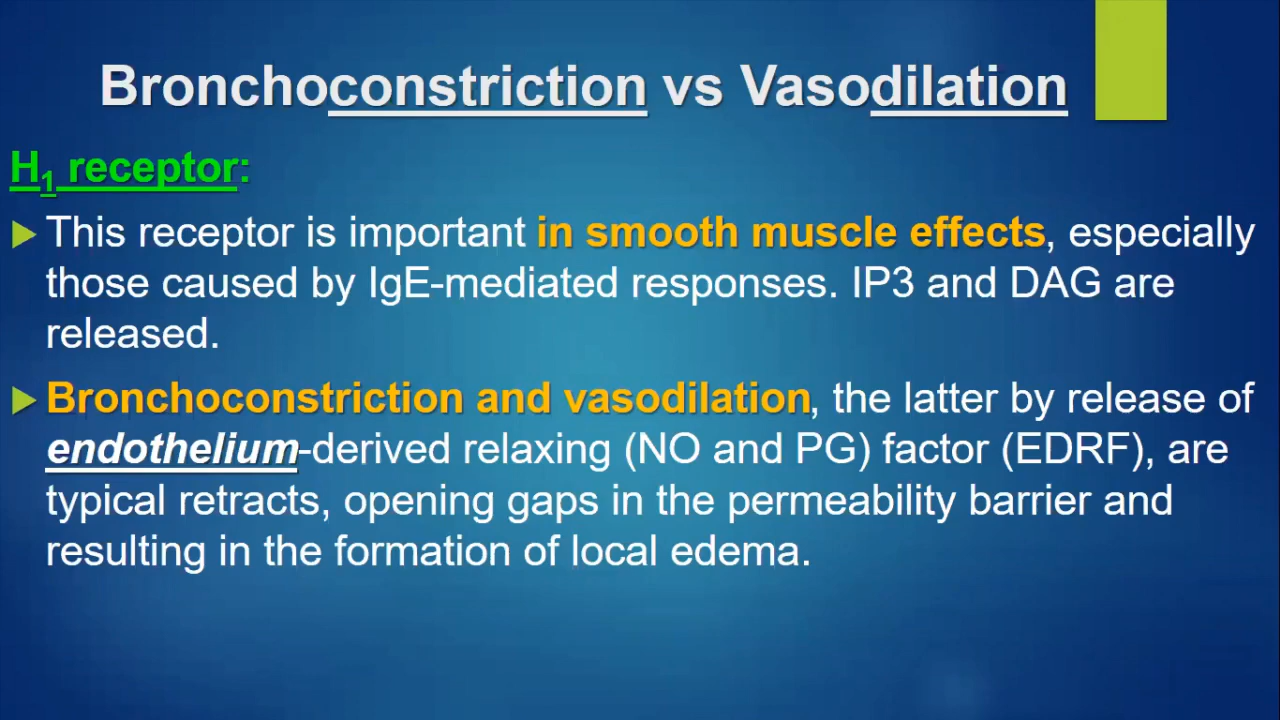 Bronchoconstriction vs Vasodilation
H1 receptor:
This receptor is important in smooth muscle effects, especially
those caused by IgE-mediated responses. IP3 and DAG are
released.
Bronchoconstriction and vasodilation, the latter by release of
endothelium-derived relaxing (NO and PG) factor (EDRF), are
typical retracts, opening gaps in the permeability barrier and
resulting in the formation of local edema.